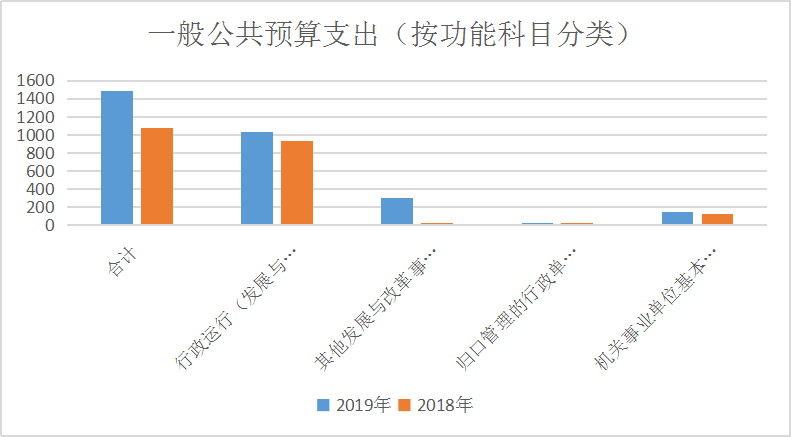 一般公共预算支出（按功能科目分类）
1600
1400
1200
1000
800
600
400
200
0
合计
行政运行（发展与…
其他发展与改革事…
归口管理的行政单…
机关事业单位基本…
2019年 2018年